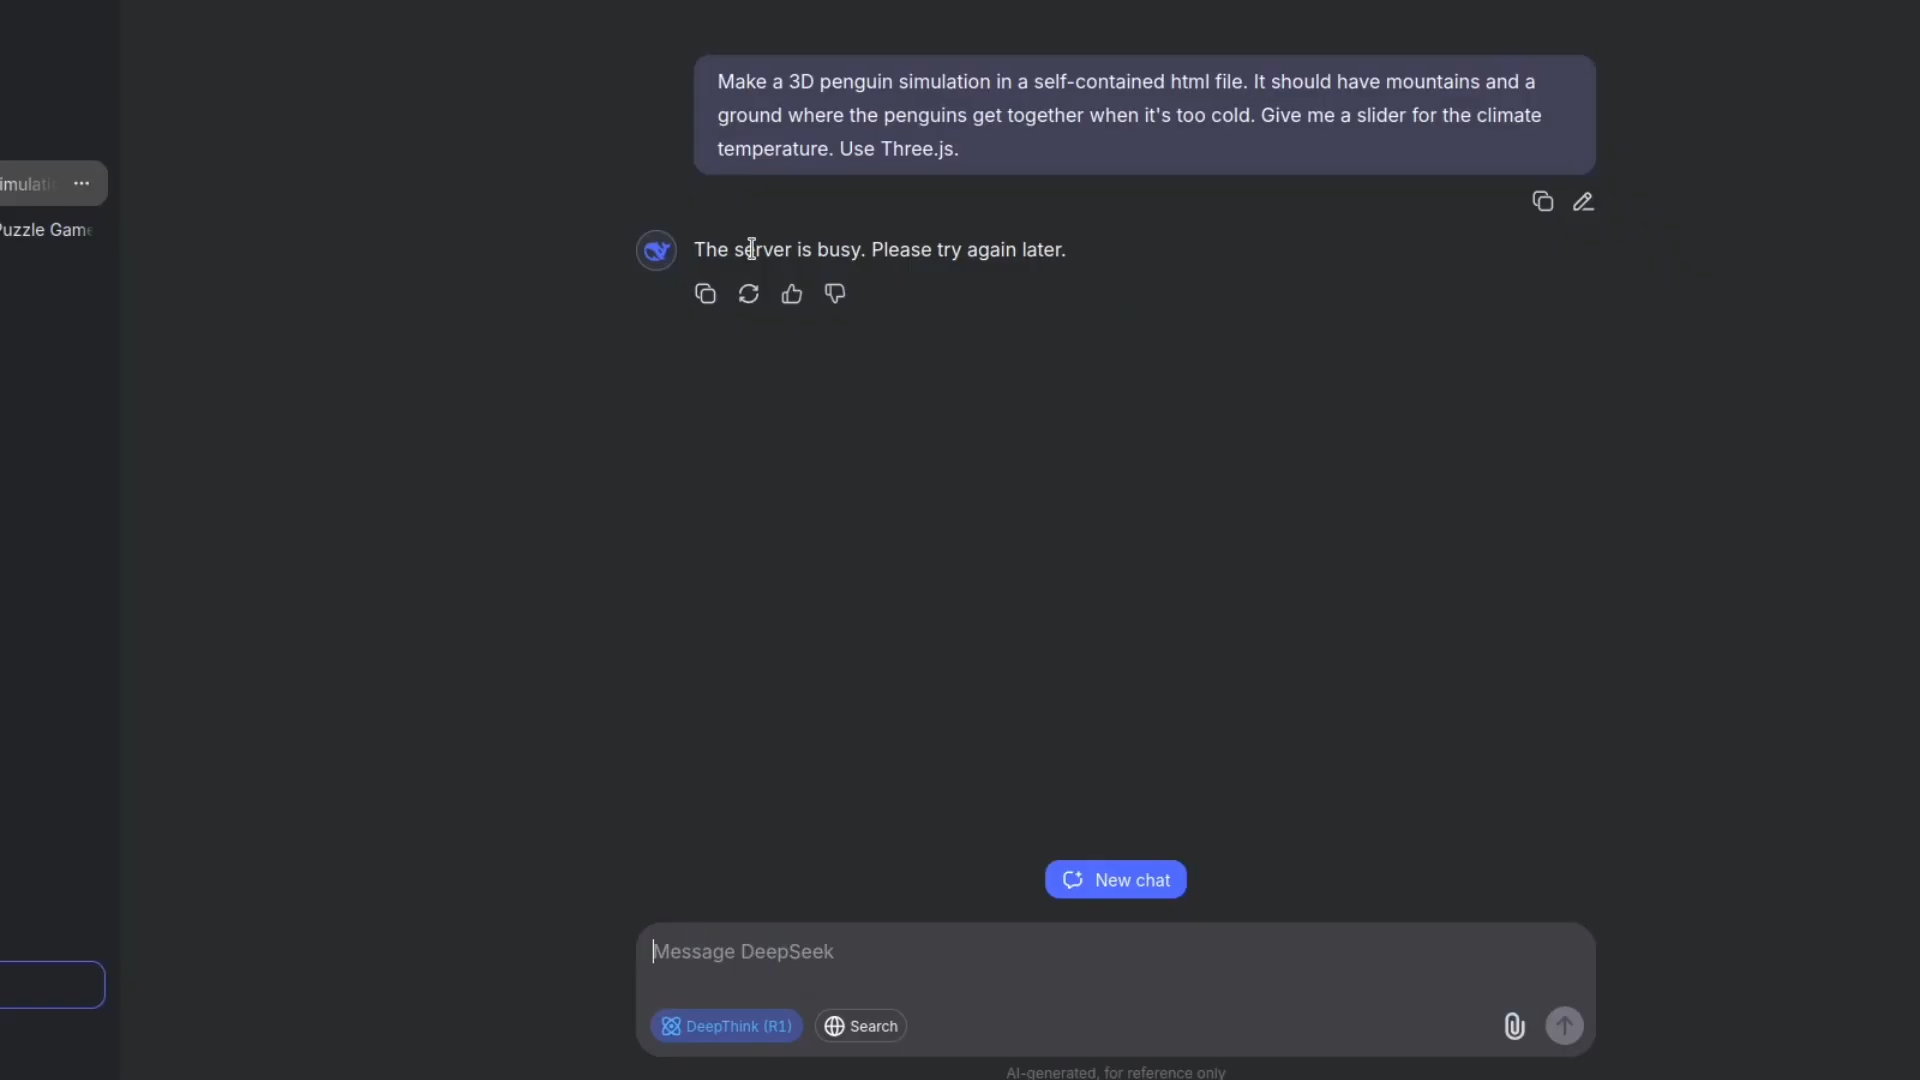 Make a 3D penguin simulation in a self-contained html file. It should have mountains and a
ground where the penguins get together when it's too cold. Give me a slider for the climate
temperature. Use Three.js.
imulati
Puzzle Game
The server is busy. Please try again later.
New chat
Message DeepSeek
DeepThink (R1)
Search
AI-generated, for reference only